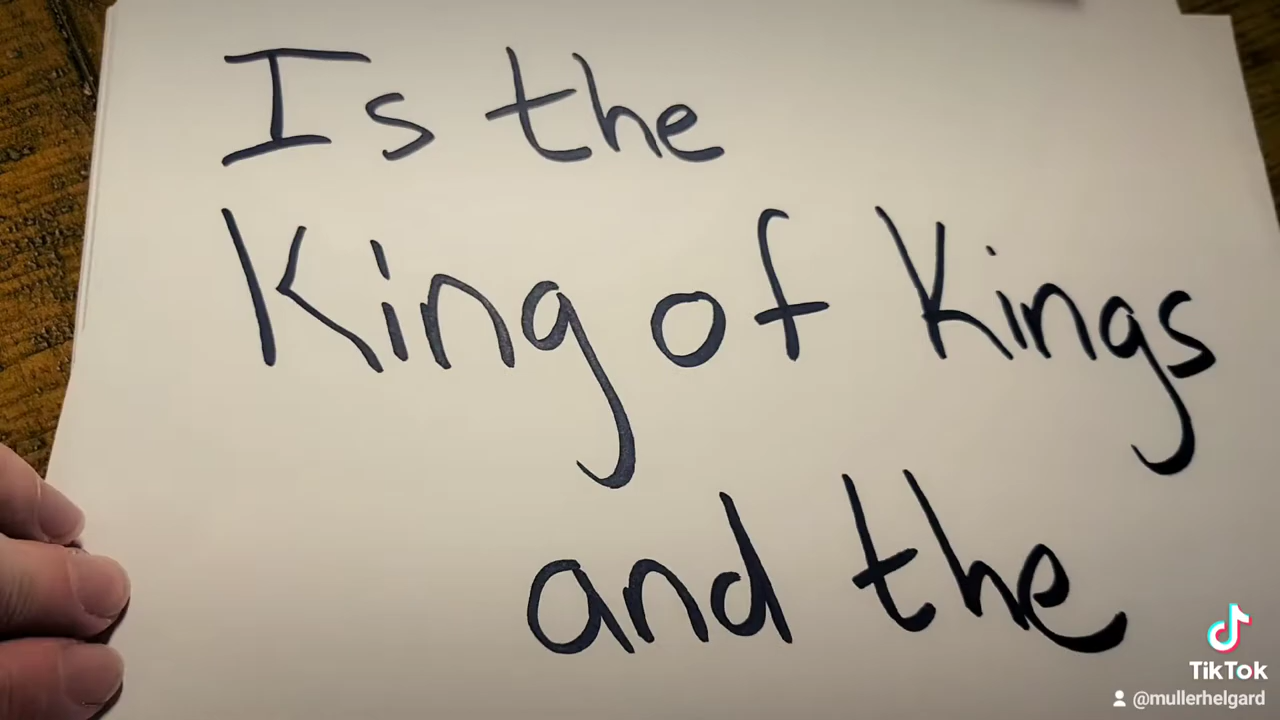 Is the
King of Kings
and the
TikTok
@mullerhelgard